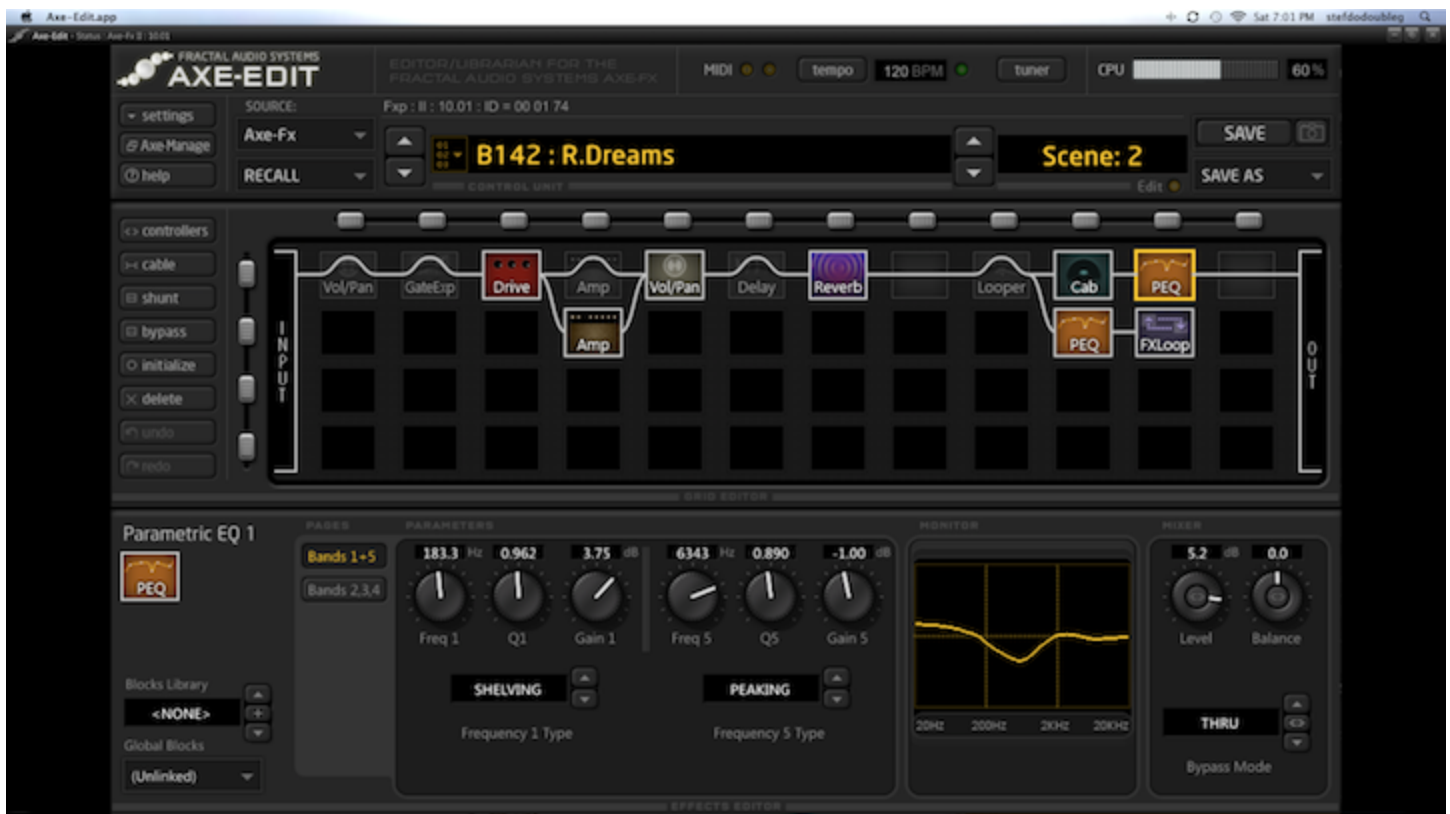 Axe-Edit.app
Sat 7:01 PM stefdodoubleg
Axe-Edit - Status : Axe-Fx II : 10.01
FRACTAL AUDIO SYSTEMS
AXE-EDIT
EDITOR/LIBRARIAN FOR THE
FRACTAL AUDIO SYSTEMS AXE-FX
MIDI
tempo
120 BPM
tuner
CPU
60 %
settings
Axe-Manage
help
SOURCE:
Axe-Fx
RECALL
Fxp : II : 10.01 : ID = 00 01 74
B142 : R.Dreams
CONTROL UNIT
Scene: 2
Edit
SAVE
SAVE AS
controllers
cable
shunt
bypass
initialize
delete
undo
redo
INPUT
Vol/Pan GateExp Drive Amp Vol/Pan Delay Reverb Looper Cab PEQ
Amp PEQ FXLoop
OUT
GRID EDITOR
Parametric EQ 1
PEQ
Blocks Library
<NONE>
Global Blocks
(Unlinked)
PAGES
Bands 1+5
Bands 2,3,4
PARAMETERS
183.3 Hz 0.962 3.75 dB 6343 Hz 0.890 -1.00 dB
Freq 1 Q1 Gain 1 Freq 5 Q5 Gain 5
SHELVING PEAKING
Frequency 1 Type Frequency 5 Type
MONITOR
20Hz 200Hz 2KHz 20KHz
MIXER
5.2 dB 0.0
Level Balance
THRU
Bypass Mode
EFFECTS EDITOR